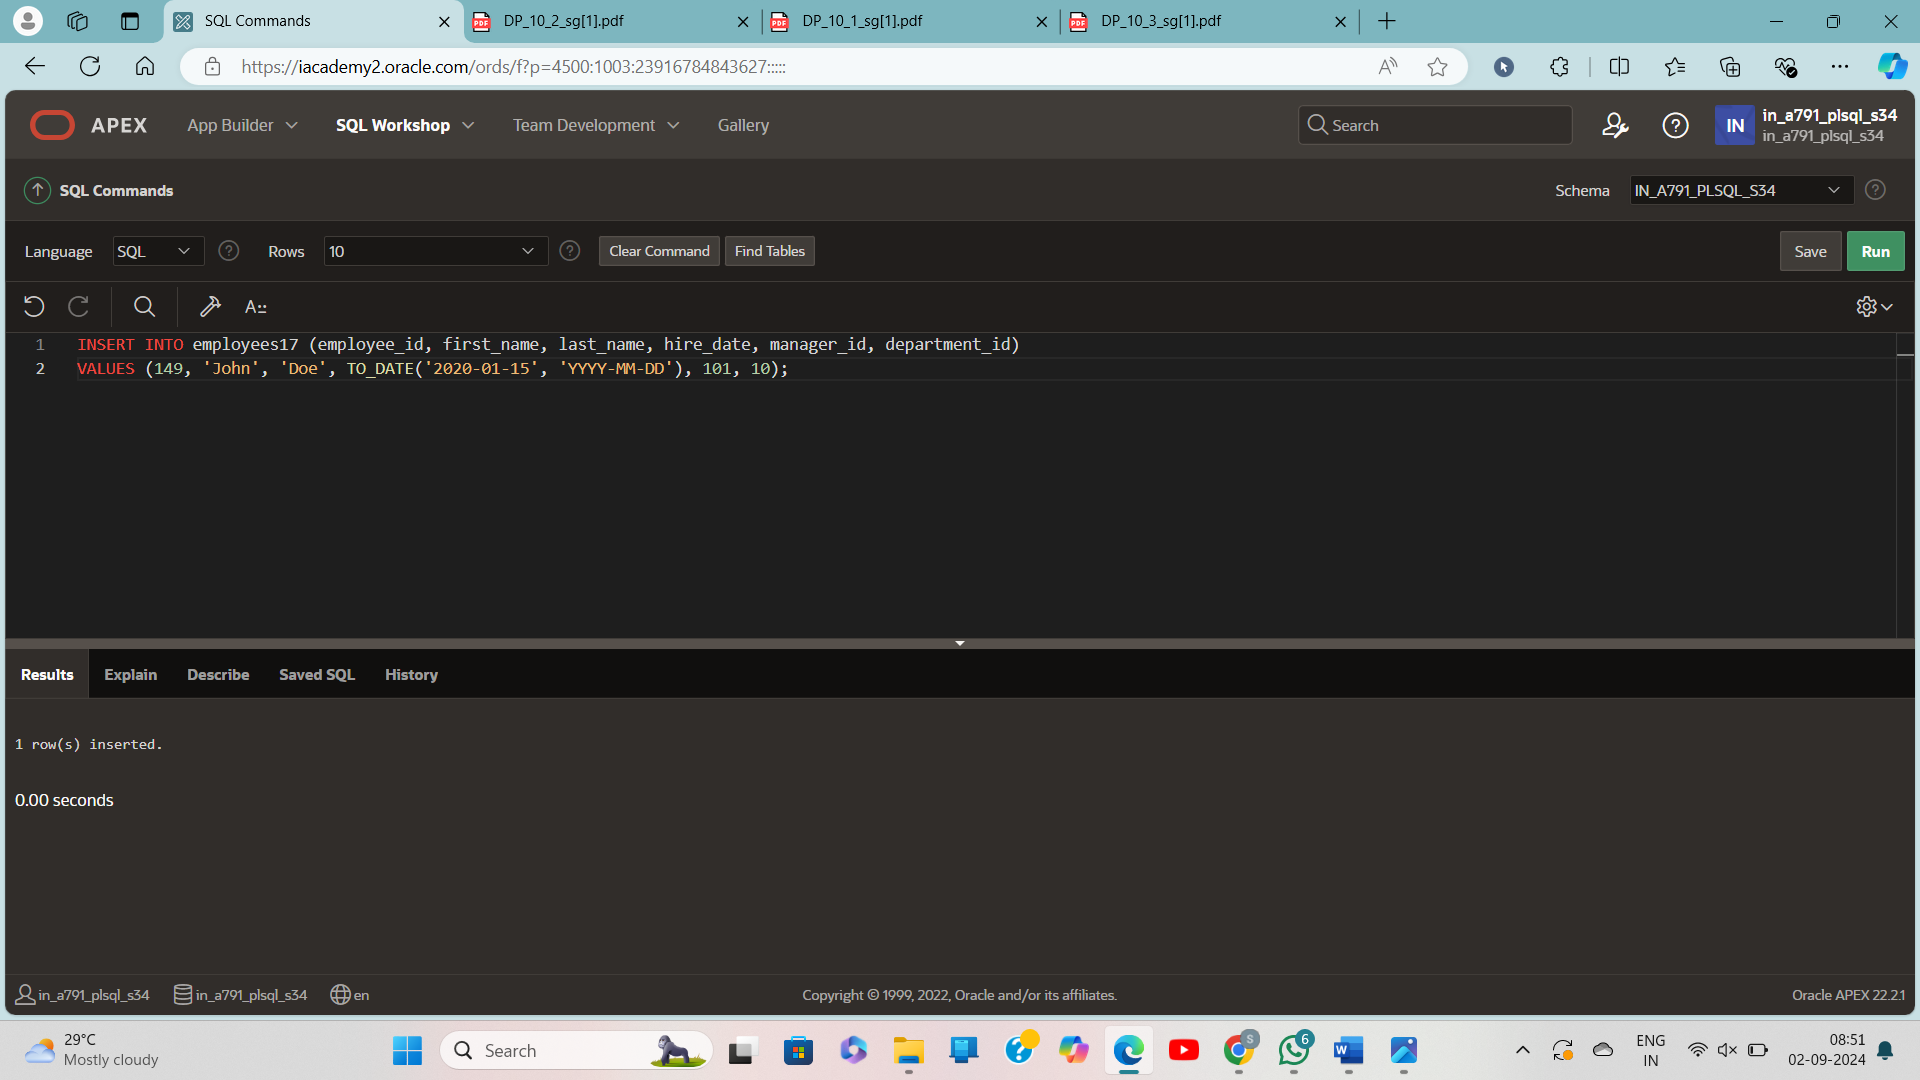 SQL Commands
DP_10_2_sg[1].pdf
DP_10_1_sg[1].pdf
DP_10_3_sg[1].pdf
https://iacademy2.oracle.com/ords/f?p=4500:1003:23916784843627:::::
APEX
App Builder
SQL Workshop
Team Development
Gallery
Search
IN
in_a791_plsql_s34
in_a791_plsql_s34
SQL Commands
Schema
IN_A791_PLSQL_S34
Language
SQL
Rows
10
Clear Command
Find Tables
Save
Run
A::
1 INSERT INTO employees17 (employee_id, first_name, last_name, hire_date, manager_id, department_id)
2 VALUES (149, 'John', 'Doe', TO_DATE('2020-01-15', 'YYYY-MM-DD'), 101, 10);
Results
Explain
Describe
Saved SQL
History
1 row(s) inserted.
0.00 seconds
in_a791_plsql_s34
in_a791_plsql_s34
en
Copyright © 1999, 2022, Oracle and/or its affiliates.
Oracle APEX 22.2.1
29°C
Mostly cloudy
Search
S
6
W
ENG
IN
08:51
02-09-2024